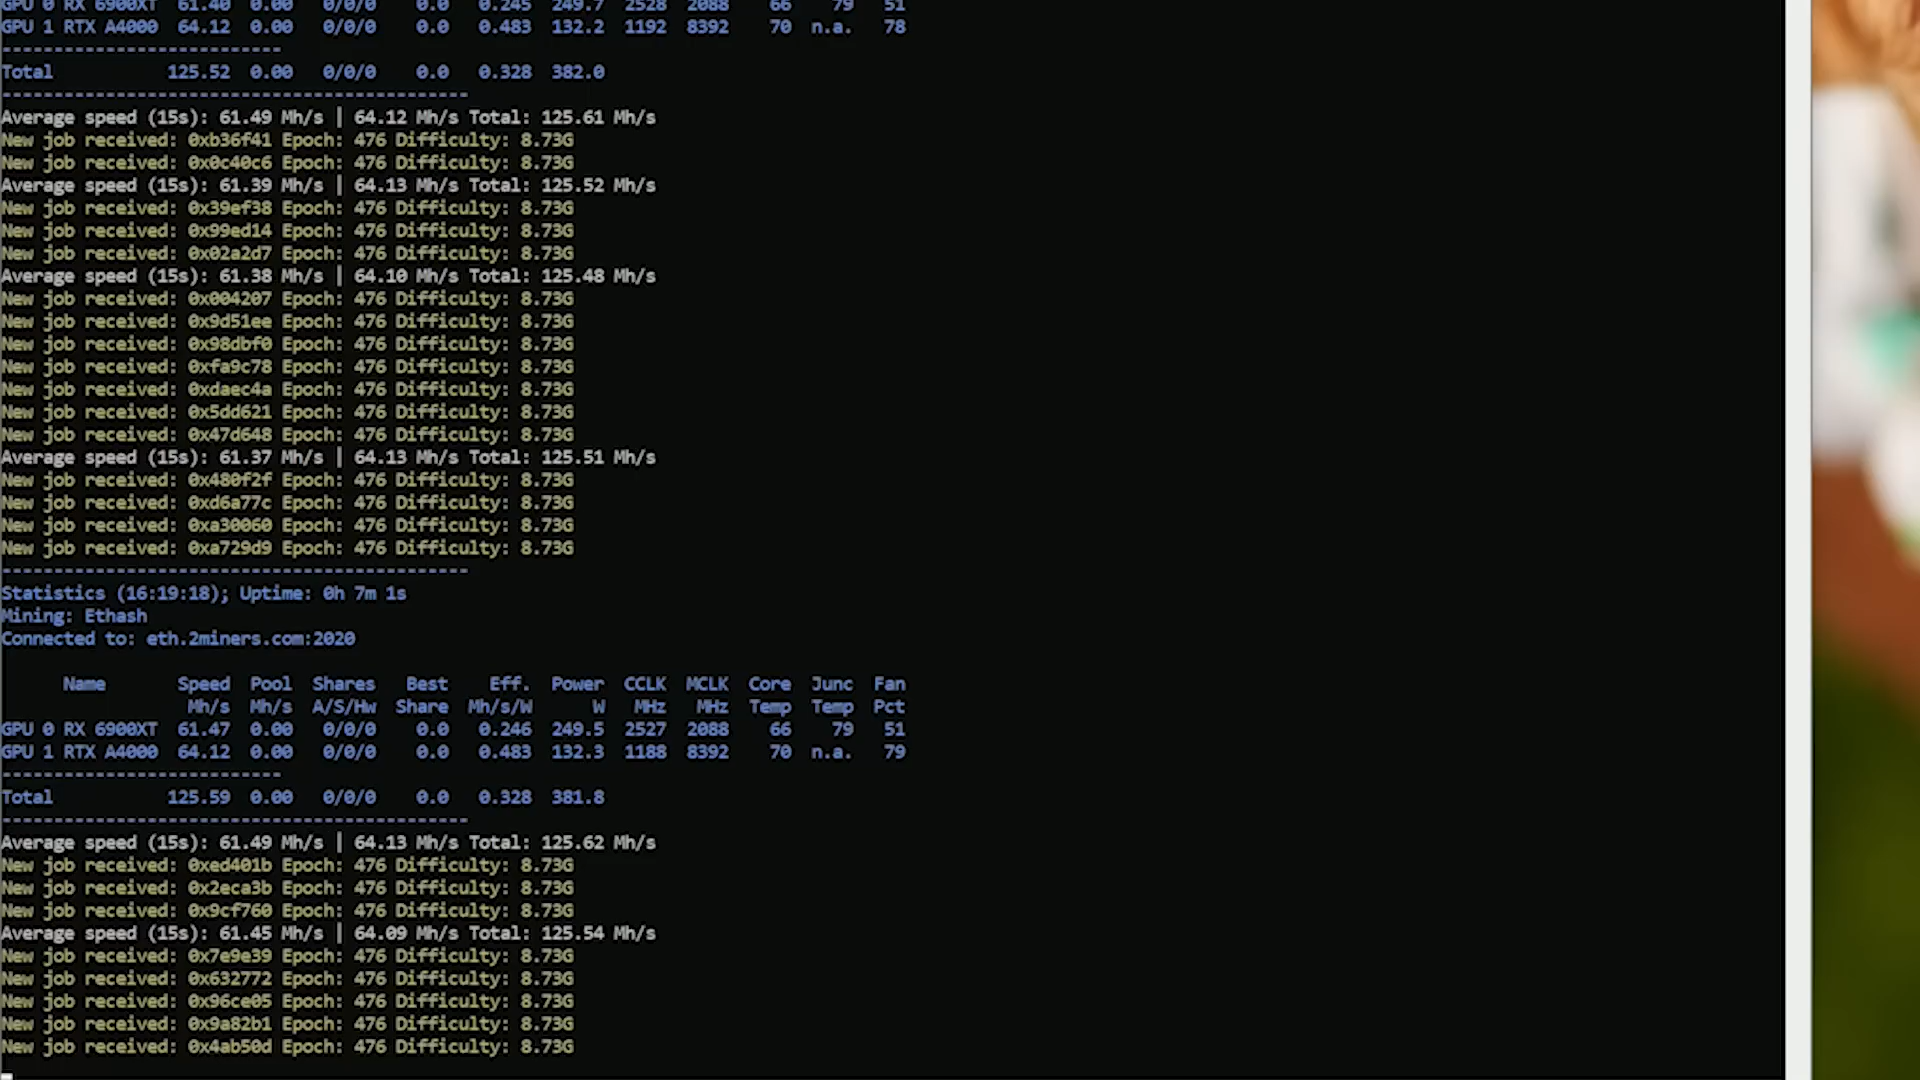 GPU 0 RX 6900XT 61.40 0.00 0/0/0 0.0 0.245 249.7 2528 2088 66 79 51
GPU 1 RTX A4000 64.12 0.00 0/0/0 0.0 0.483 132.2 1192 8392 70 n.a. 78
---------------------------
Total 125.52 0.00 0/0/0 0.0 0.328 382.0
---------------------------------------------
Average speed (15s): 61.49 Mh/s | 64.12 Mh/s Total: 125.61 Mh/s
New job received: 0xb36f41 Epoch: 476 Difficulty: 8.73G
New job received: 0x0c40c6 Epoch: 476 Difficulty: 8.73G
Average speed (15s): 61.39 Mh/s | 64.13 Mh/s Total: 125.52 Mh/s
New job received: 0x39ef38 Epoch: 476 Difficulty: 8.73G
New job received: 0x99ed14 Epoch: 476 Difficulty: 8.73G
New job received: 0x02a2d7 Epoch: 476 Difficulty: 8.73G
Average speed (15s): 61.38 Mh/s | 64.10 Mh/s Total: 125.48 Mh/s
New job received: 0x004207 Epoch: 476 Difficulty: 8.73G
New job received: 0x9d51ee Epoch: 476 Difficulty: 8.73G
New job received: 0x98dbf0 Epoch: 476 Difficulty: 8.73G
New job received: 0xfa9c78 Epoch: 476 Difficulty: 8.73G
New job received: 0xdaec4a Epoch: 476 Difficulty: 8.73G
New job received: 0x5dd621 Epoch: 476 Difficulty: 8.73G
New job received: 0x47d648 Epoch: 476 Difficulty: 8.73G
Average speed (15s): 61.37 Mh/s | 64.13 Mh/s Total: 125.51 Mh/s
New job received: 0x480f2f Epoch: 476 Difficulty: 8.73G
New job received: 0xd6a77c Epoch: 476 Difficulty: 8.73G
New job received: 0xa30060 Epoch: 476 Difficulty: 8.73G
New job received: 0xa729d9 Epoch: 476 Difficulty: 8.73G
---------------------------------------------
Statistics (16:19:18); Uptime: 0h 7m 1s
Mining: Ethash
Connected to: eth.2miners.com:2020
Name Speed Pool Shares Best Eff. Power CCLK MCLK Core Junc Fan
Mh/s Mh/s A/S/Hw Share Mh/s/W W MHz MHz Temp Temp Pct
GPU 0 RX 6900XT 61.47 0.00 0/0/0 0.0 0.246 249.5 2527 2088 66 79 51
GPU 1 RTX A4000 64.12 0.00 0/0/0 0.0 0.483 132.3 1188 8392 70 n.a. 79
---------------------------
Total 125.59 0.00 0/0/0 0.0 0.328 381.8
---------------------------------------------
Average speed (15s): 61.49 Mh/s | 64.13 Mh/s Total: 125.62 Mh/s
New job received: 0xed401b Epoch: 476 Difficulty: 8.73G
New job received: 0x2eca3b Epoch: 476 Difficulty: 8.73G
New job received: 0x9cf760 Epoch: 476 Difficulty: 8.73G
Average speed (15s): 61.45 Mh/s | 64.09 Mh/s Total: 125.54 Mh/s
New job received: 0x7e9e39 Epoch: 476 Difficulty: 8.73G
New job received: 0x632772 Epoch: 476 Difficulty: 8.73G
New job received: 0x96ce05 Epoch: 476 Difficulty: 8.73G
New job received: 0x9a82b1 Epoch: 476 Difficulty: 8.73G
New job received: 0x4ab50d Epoch: 476 Difficulty: 8.73G